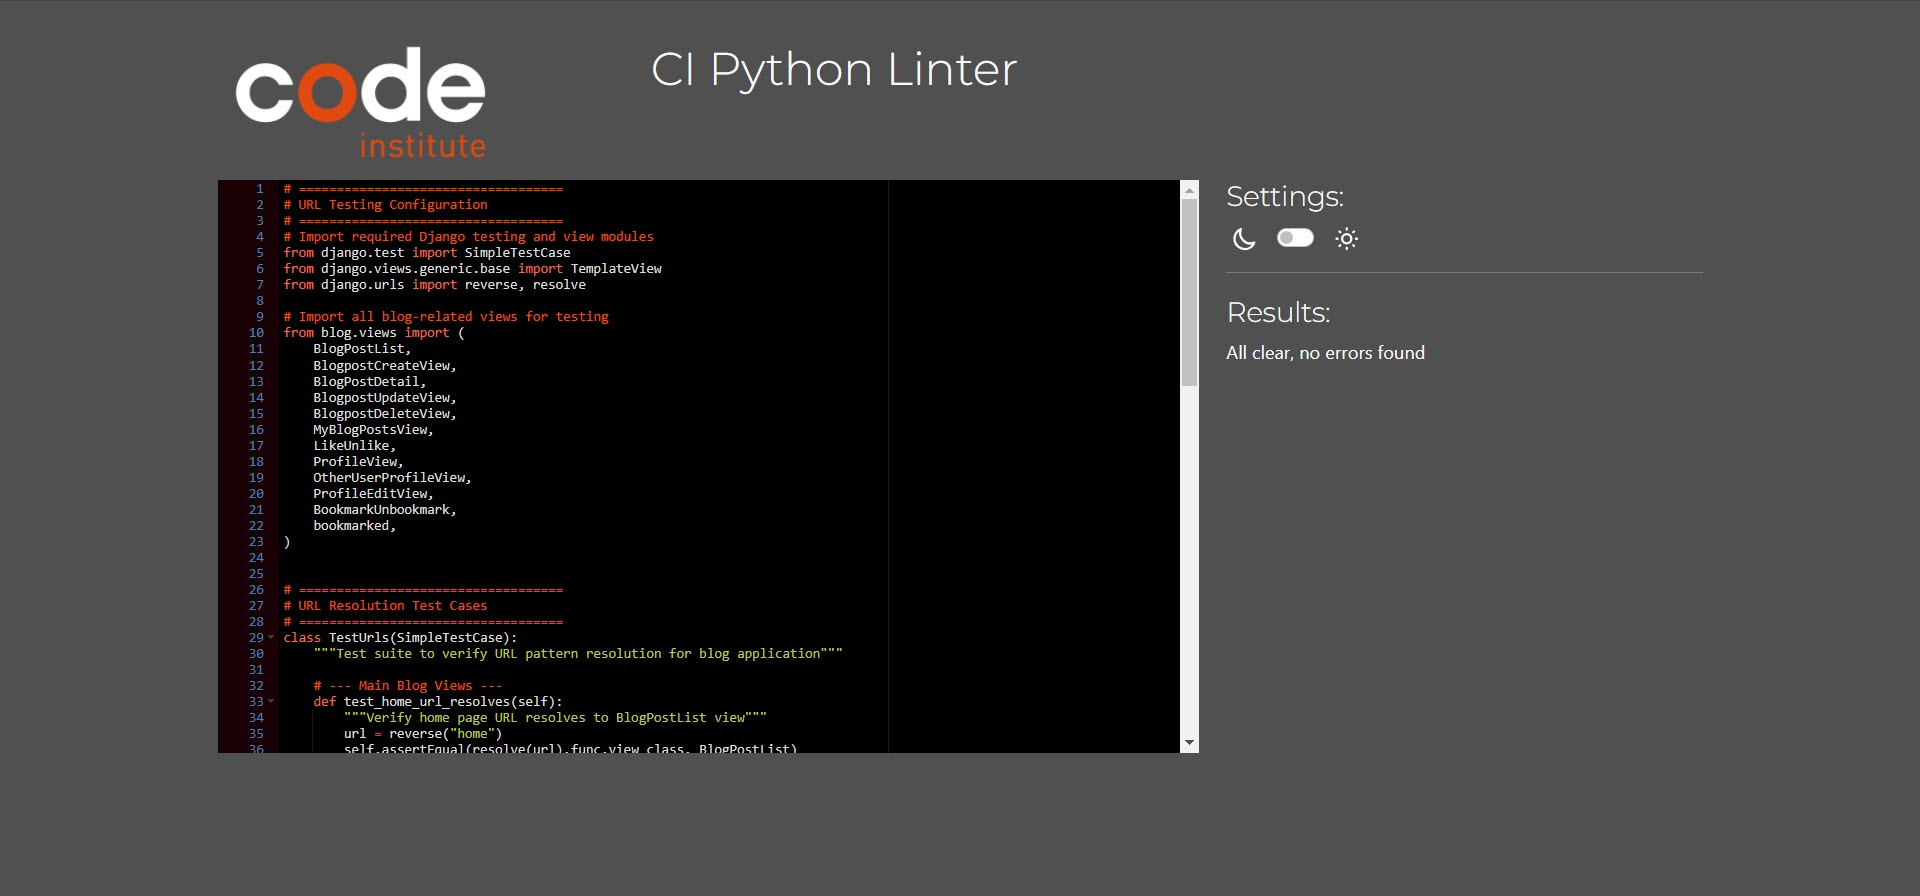 code
institute
CI Python Linter
1 # ===================================
2 # URL Testing Configuration
3 # ===================================
4 # Import required Django testing and view modules
5 from django.test import SimpleTestCase
6 from django.views.generic.base import TemplateView
7 from django.urls import reverse, resolve
8
9 # Import all blog-related views for testing
10 from blog.views import (
11     BlogPostList,
12     BlogpostCreateView,
13     BlogPostDetail,
14     BlogpostUpdateView,
15     BlogpostDeleteView,
16     MyBlogPostsView,
17     LikeUnlike,
18     ProfileView,
19     OtherUserProfileView,
20     ProfileEditView,
21     BookmarkUnbookmark,
22     bookmarked,
23 )
24
25
26 # ===================================
27 # URL Resolution Test Cases
28 # ===================================
29 class TestUrls(SimpleTestCase):
30     """Test suite to verify URL pattern resolution for blog application"""
31
32     # --- Main Blog Views ---
33     def test_home_url_resolves(self):
34         """Verify home page URL resolves to BlogPostList view"""
35         url = reverse("home")
36         self.assertEqual(resolve(url).func.view_class, BlogPostList)
Settings:
Results:
All clear, no errors found